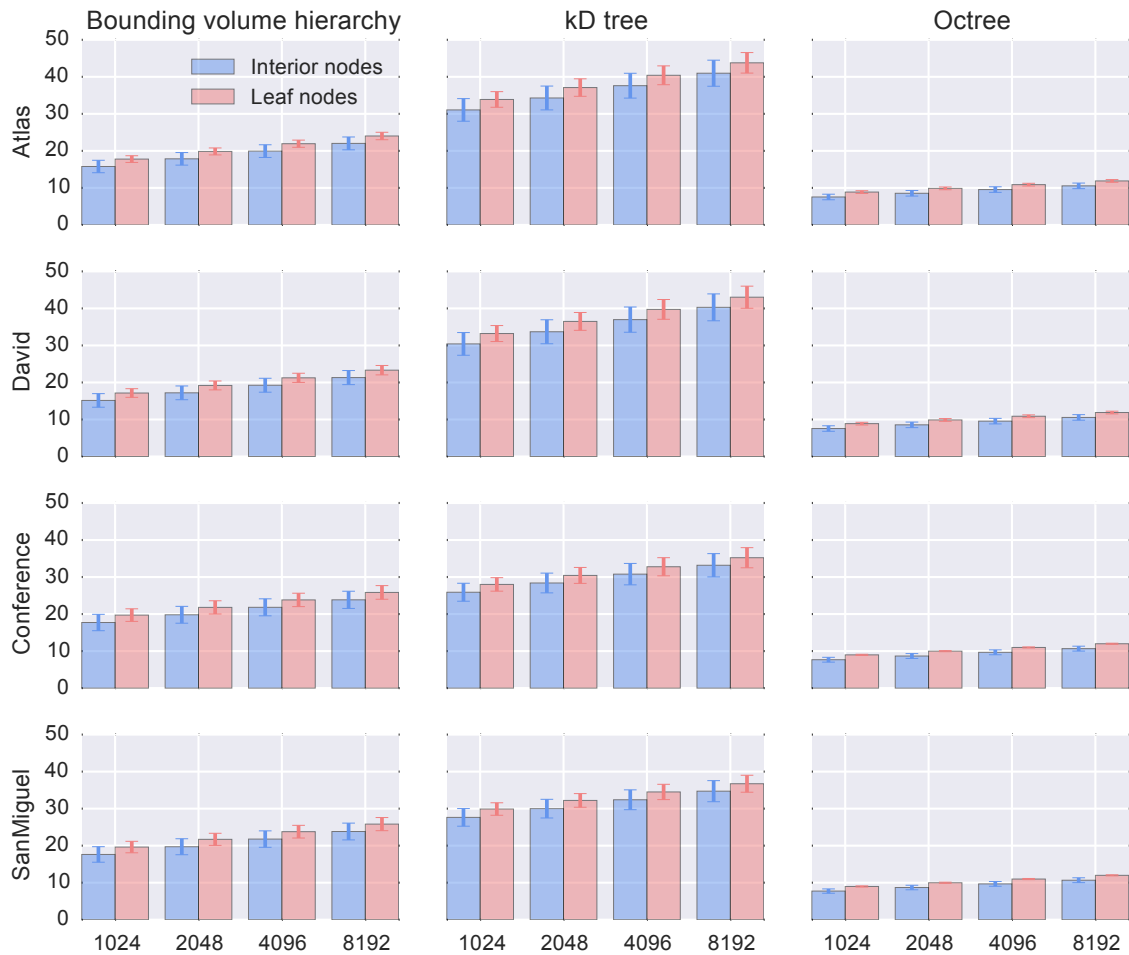 Bounding volume hierarchy
kD tree
Octree
Interior nodes
Leaf nodes
50
40
30
20
10
0
Atlas
50
40
30
20
10
0
David
50
40
30
20
10
0
Conference
50
40
30
20
10
0
SanMiguel
1024 2048 4096 8192
1024 2048 4096 8192
1024 2048 4096 8192